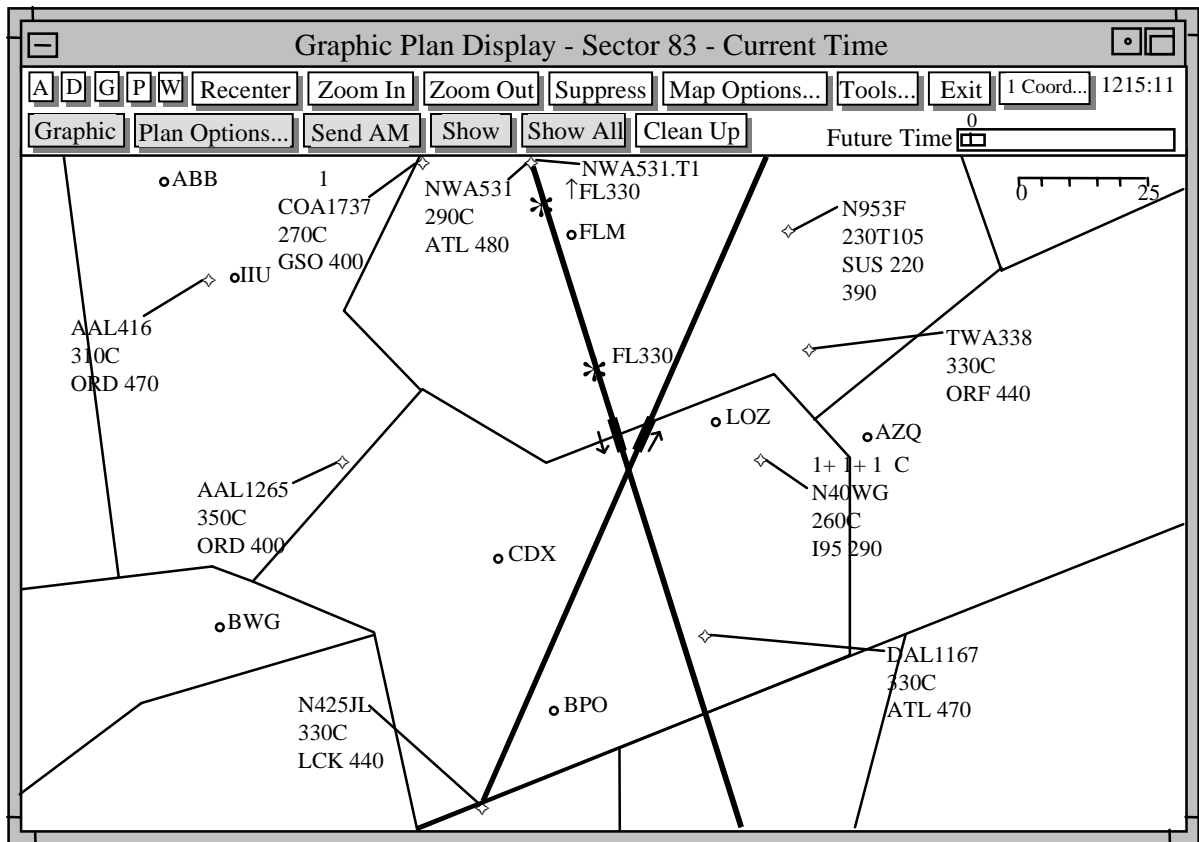 Graphic Plan Display - Sector 83 - Current Time
A D G P W Recenter Zoom In Zoom Out Suppress Map Options... Tools... Exit 1 Coord... 1215:11
Graphic Plan Options... Send AM Show Show All Clean Up Future Time 0
ABB
1
COA1737
270C
GSO 400
NWA531
290C
ATL 480
NWA531.T1
↑FL330
FLM
N953F
230T105
SUS 220
390
0 25
IIU
AAL416
310C
ORD 470
TWA338
330C
ORF 440
FL330
LOZ
AZQ
1+ 1+ 1 C
N40WG
260C
I95 290
AAL1265
350C
ORD 400
CDX
BWG
DAL1167
330C
ATL 470
N425JL
330C
LCK 440
BPO